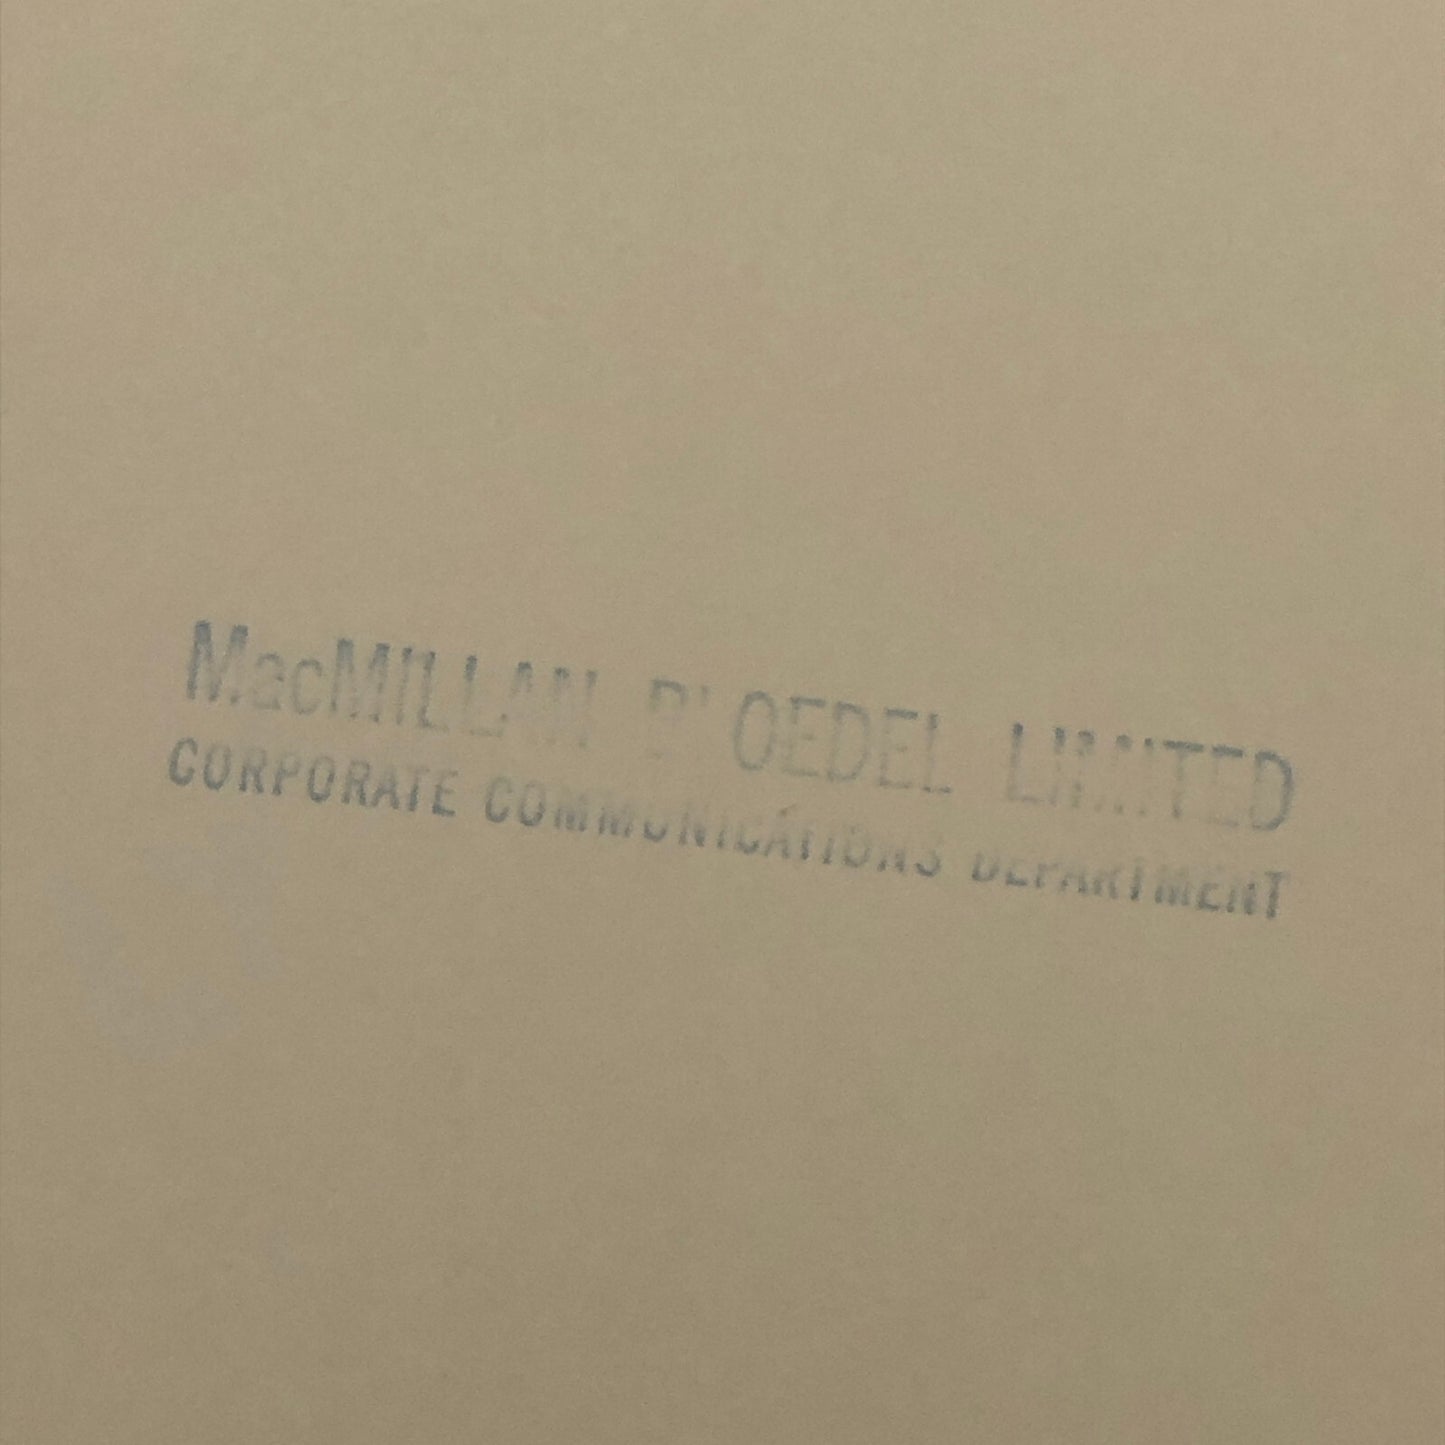 MacMILLAN BLOEDEL LIMITED
CORPORATE COMMUNICATIONS DEPARTMENT